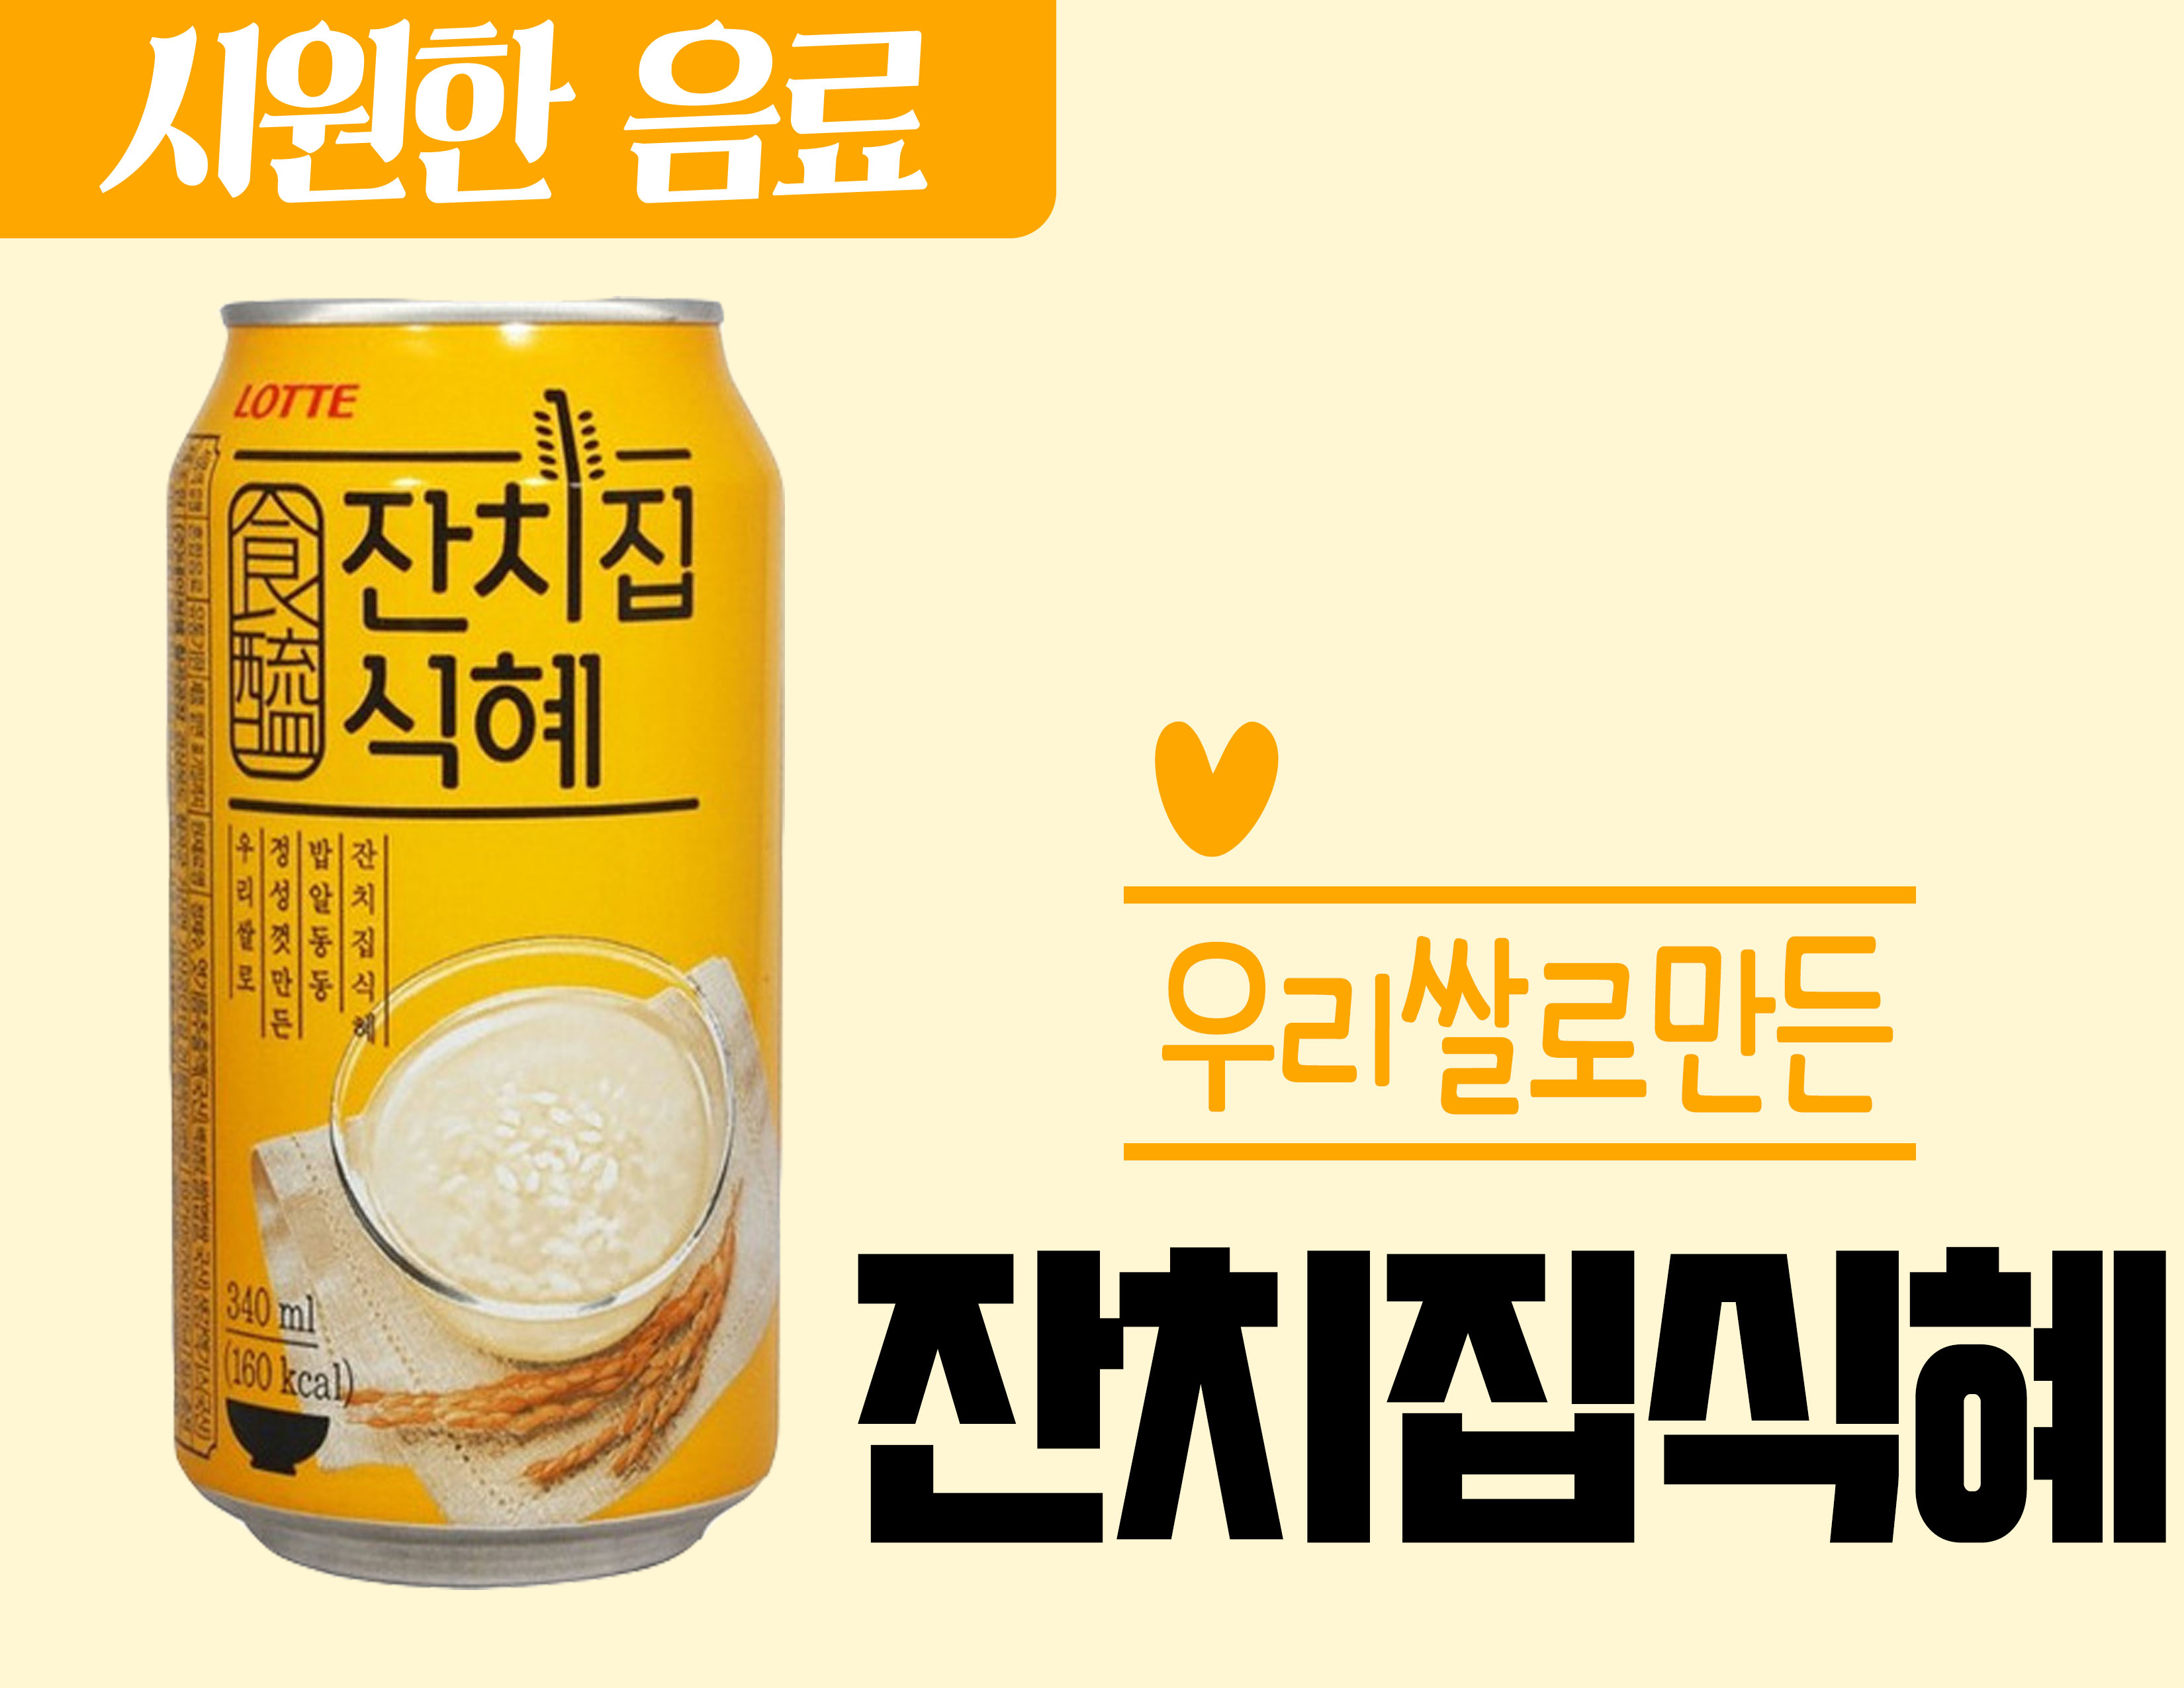 시원한 음료
LOTTE
食醯
잔치집
식혜
우리쌀로
정성껏만든
밥알동동
잔치집식혜
340 ml
(160 kcal)
우리쌀로만든
잔치집식혜